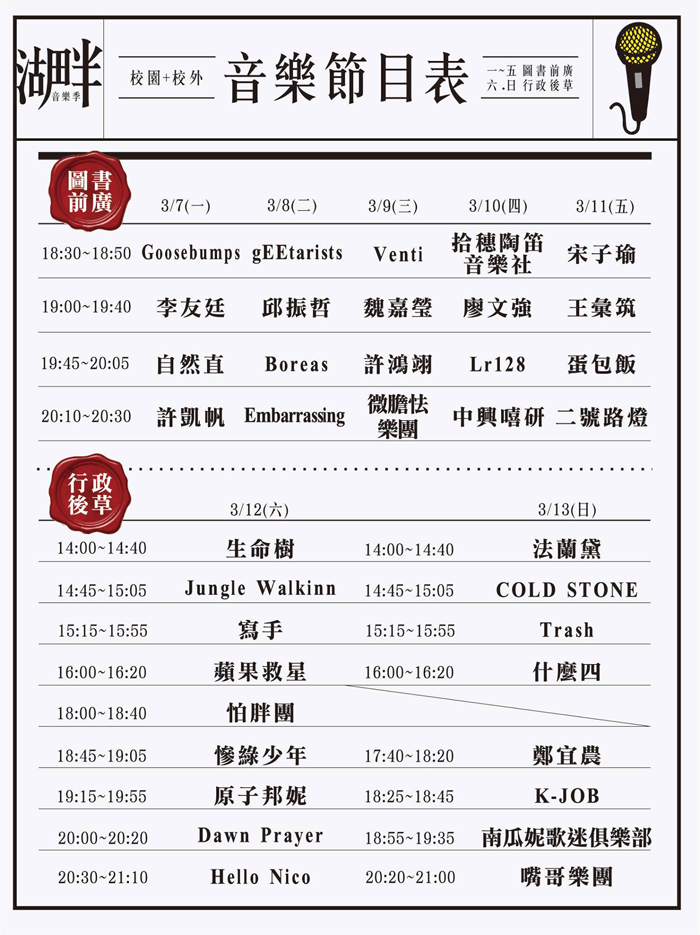 湖畔
音樂季
校園+校外
音樂節目表
一~五 圖書前廣
六.日 行政後草
圖書
前廣
3/7(一) 3/8(二) 3/9(三) 3/10(四) 3/11(五)
18:30~18:50 Goosebumps gEEtarists Venti 拾穗陶笛
音樂社 宋子瑜
19:00~19:40 李友廷 邱振哲 魏嘉瑩 廖文強 王彙筑
19:45~20:05 自然直 Boreas 許鴻翊 Lr128 蛋包飯
20:10~20:30 許凱帆 Embarrassing 微膽怯
樂團 中興嘻研 二號路燈
行政
後草
3/12(六) 3/13(日)
14:00~14:40 生命樹 14:00~14:40 法蘭黛
14:45~15:05 Jungle Walkinn 14:45~15:05 COLD STONE
15:15~15:55 寫手 15:15~15:55 Trash
16:00~16:20 蘋果救星 16:00~16:20 什麼四
18:00~18:40 怕胖團
18:45~19:05 慘綠少年 17:40~18:20 鄭宜農
19:15~19:55 原子邦妮 18:25~18:45 K-JOB
20:00~20:20 Dawn Prayer 18:55~19:35 南瓜妮歌迷俱樂部
20:30~21:10 Hello Nico 20:20~21:00 嘴哥樂團